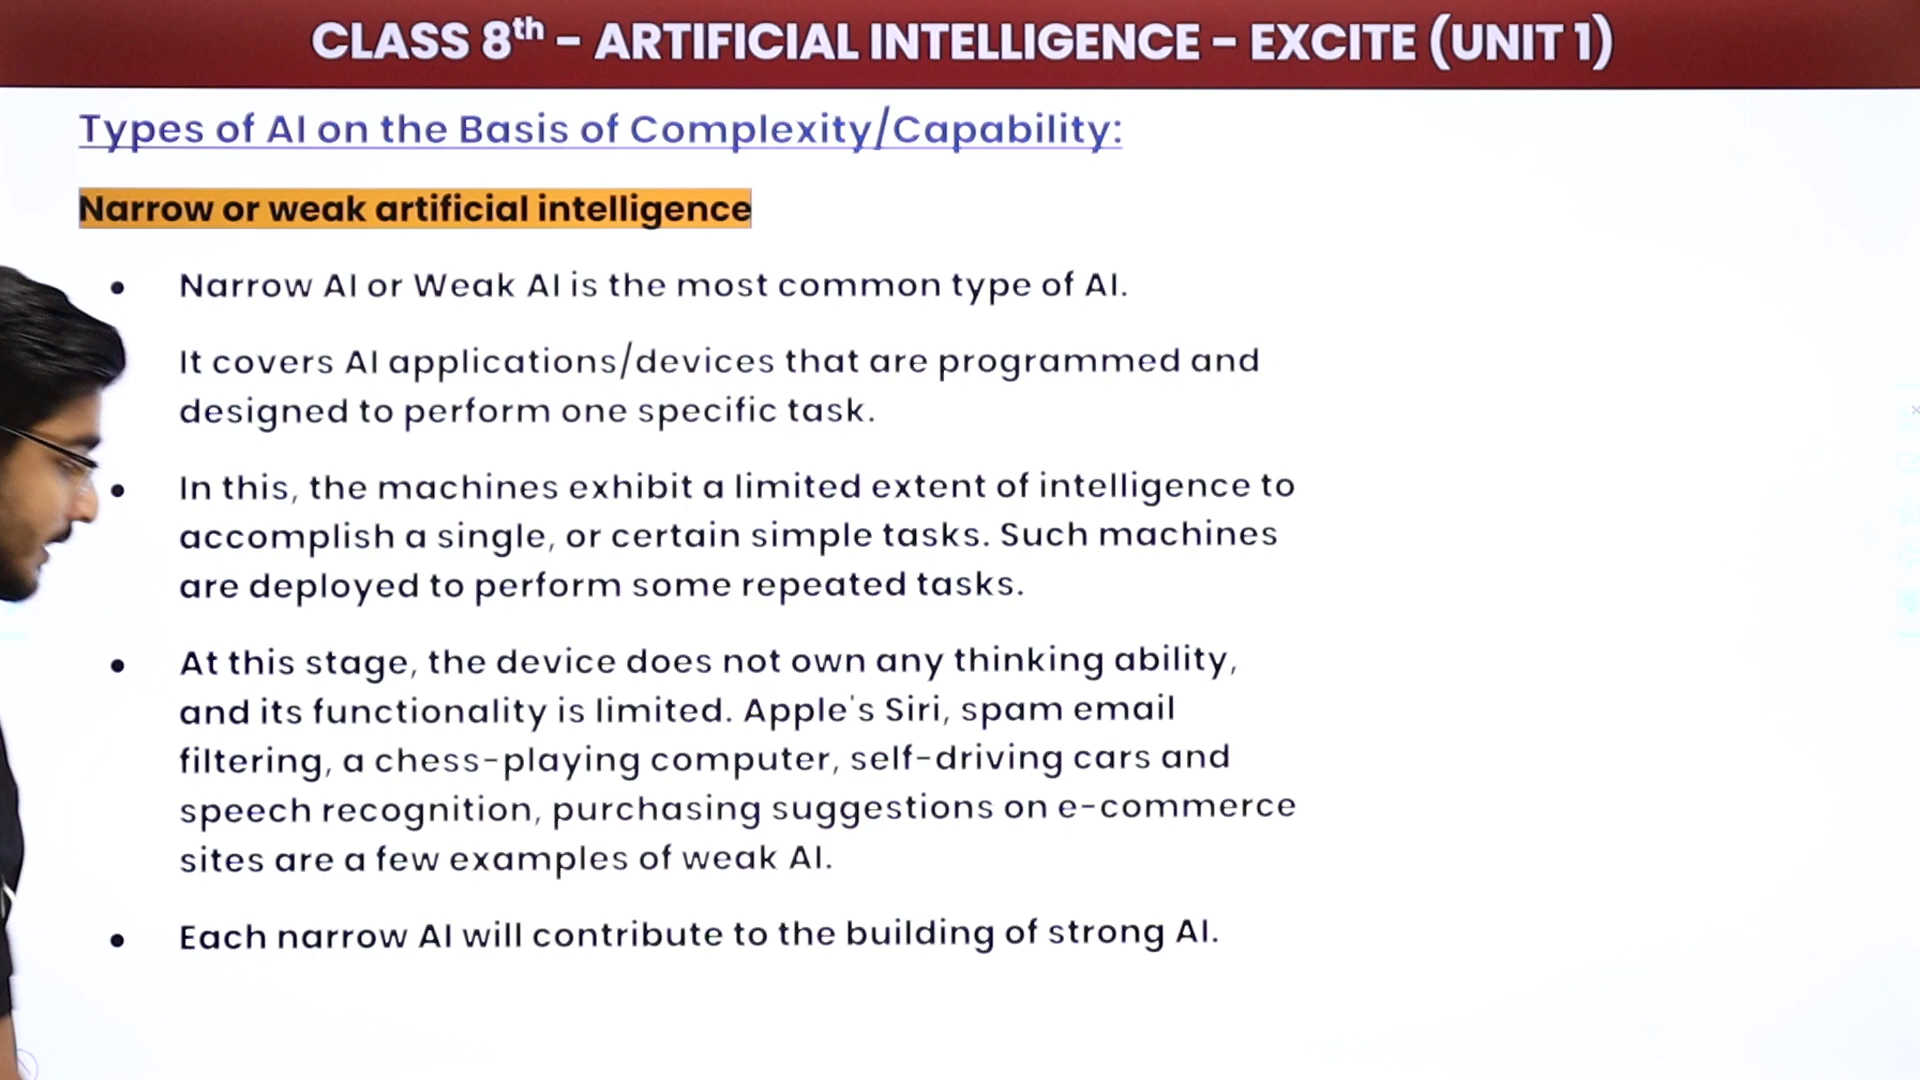 CLASS 8th - ARTIFICIAL INTELLIGENCE - EXCITE (UNIT 1)
Types of AI on the Basis of Complexity/Capability:
Narrow or weak artificial intelligence
• Narrow AI or Weak AI is the most common type of AI.
It covers AI applications/devices that are programmed and
designed to perform one specific task.
• In this, the machines exhibit a limited extent of intelligence to
accomplish a single, or certain simple tasks. Such machines
are deployed to perform some repeated tasks.
• At this stage, the device does not own any thinking ability,
and its functionality is limited. Apple's Siri, spam email
filtering, a chess-playing computer, self-driving cars and
speech recognition, purchasing suggestions on e-commerce
sites are a few examples of weak AI.
• Each narrow AI will contribute to the building of strong AI.